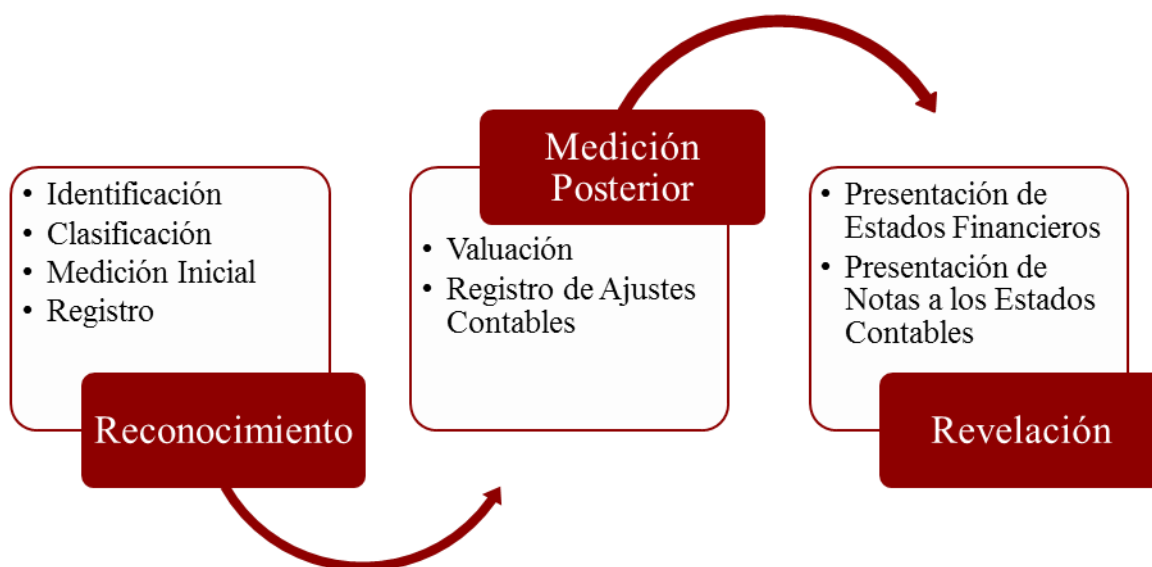 • Identificación
• Clasificación
• Medición Inicial
• Registro
Reconocimiento
Medición
Posterior
• Valuación
• Registro de Ajustes
Contables
• Presentación de
Estados Financieros
• Presentación de
Notas a los Estados
Contables
Revelación